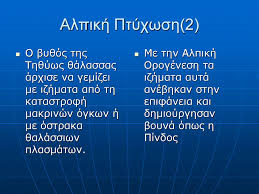 Αλπική Πτύχωση(2)
Ο βυθός της
Τηθύως θάλασσας
άρχισε να γεμίζει
με ιζήματα από τη
καταστροφή
μακρινών όγκων ή
με όστρακα
θαλάσσιων
πλασμάτων.
Με την Αλπική
Ορογένεση τα
ιζήματα αυτά
ανέβηκαν στην
επιφάνεια και
δημιούργησαν
βουνά όπως η
Πίνδος